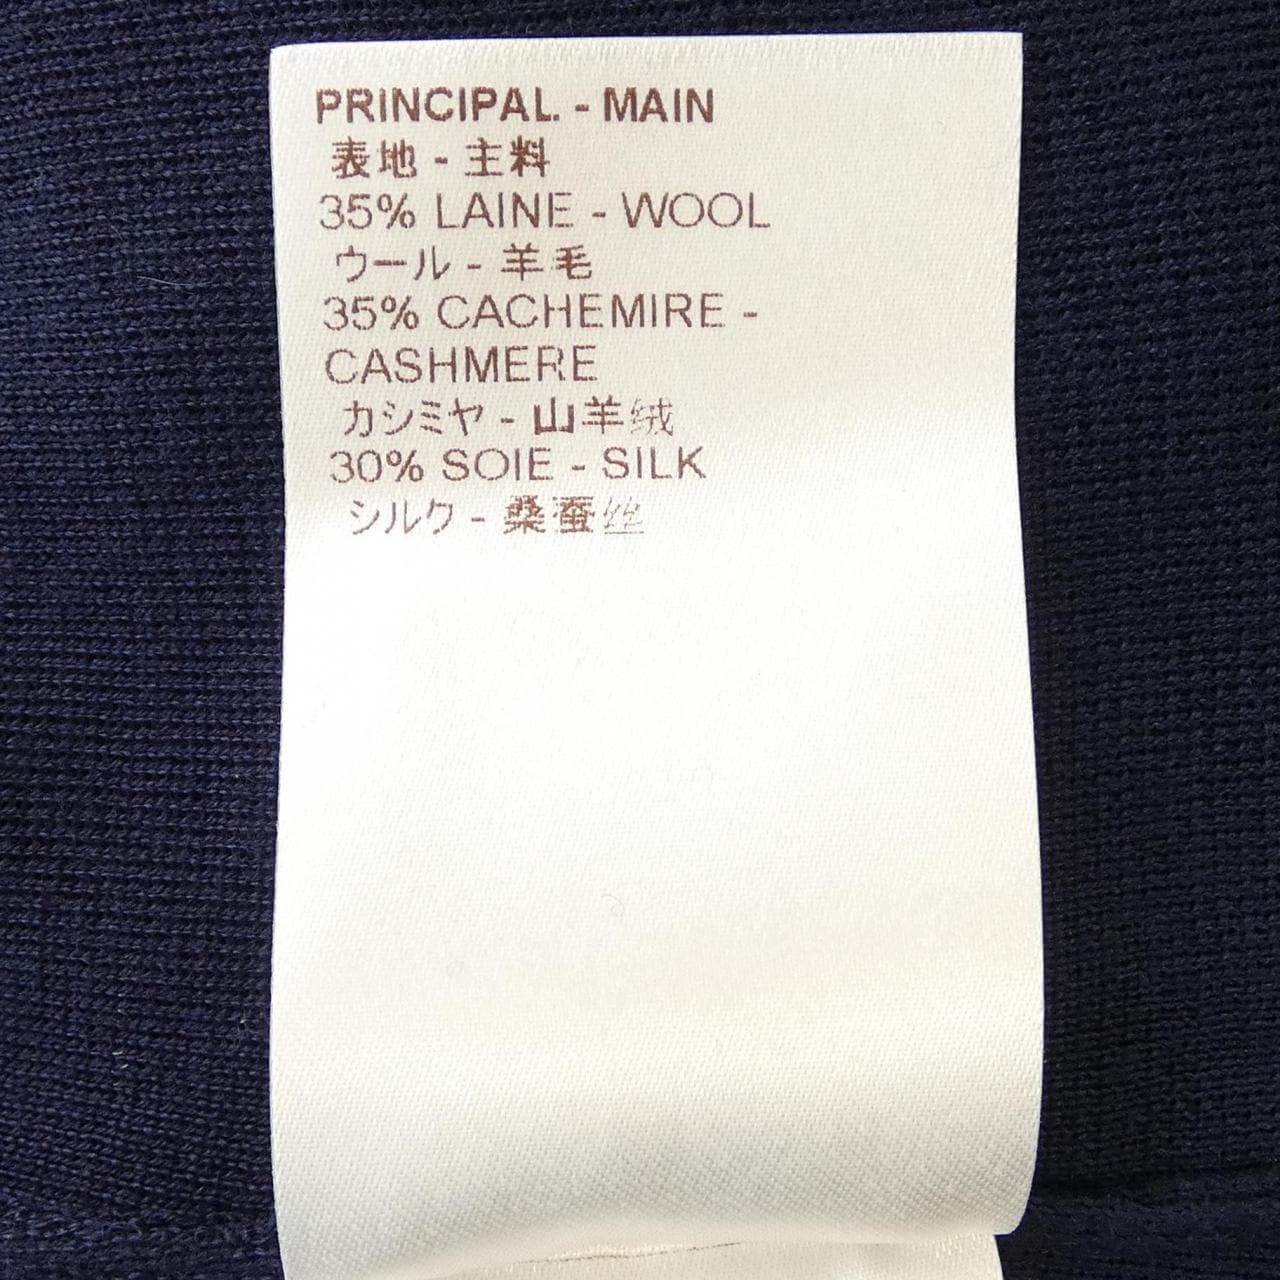 PRINCIPAL. - MAIN
表地 - 主料
35% LAINE - WOOL
ウール - 羊毛
35% CACHEMIRE -
CASHMERE
カシミヤ - 山羊绒
30% SOIE - SILK
シルク - 桑蚕丝